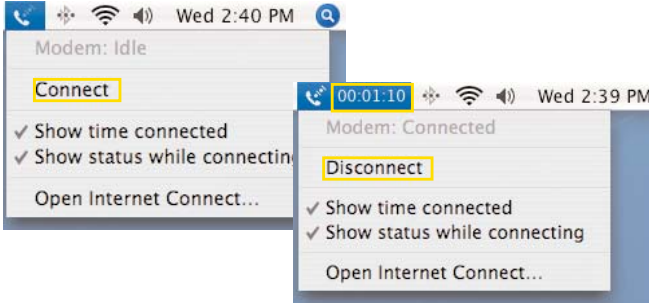 Wed 2:40 PM
Modem: Idle
Connect
✓ Show time connected
✓ Show status while connectin
Open Internet Connect...
00:01:10 Wed 2:39 PM
Modem: Connected
Disconnect
✓ Show time connected
✓ Show status while connecting
Open Internet Connect...